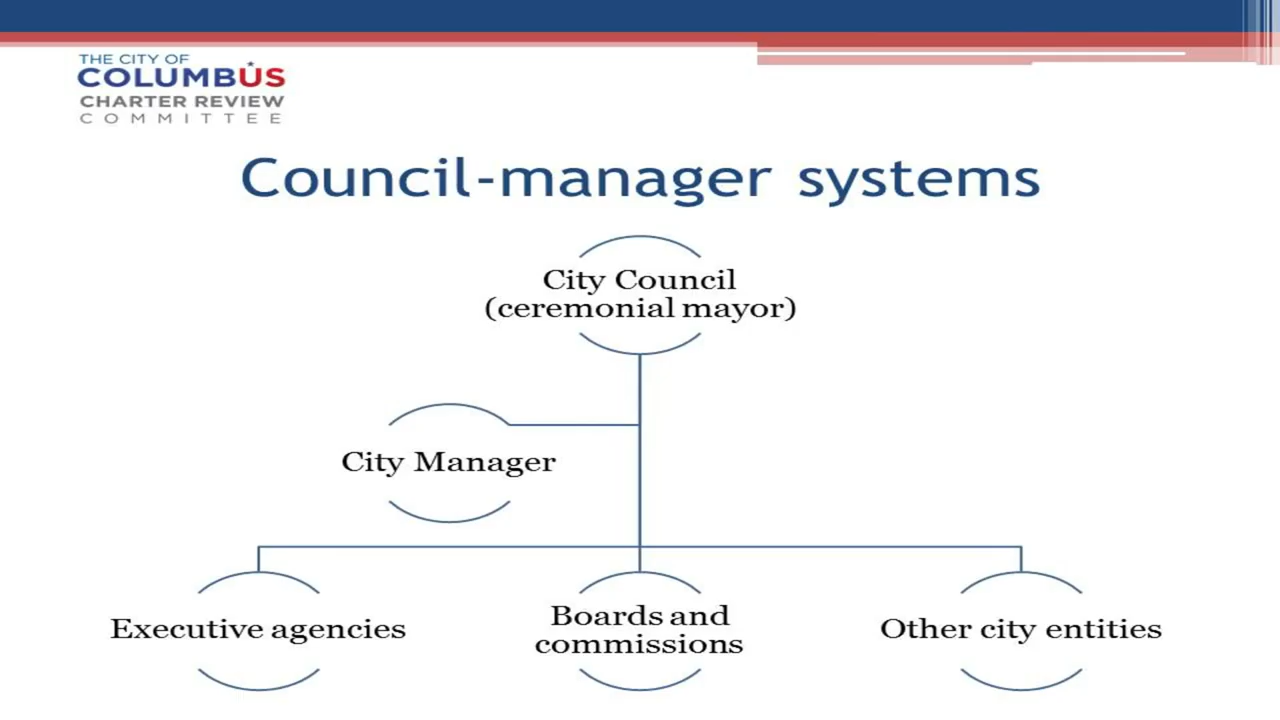 THE CITY OF
COLUMBUS
CHARTER REVIEW
COMMITTEE
Council-manager systems
City Council
(ceremonial mayor)
City Manager
Executive agencies
Boards and
commissions
Other city entities